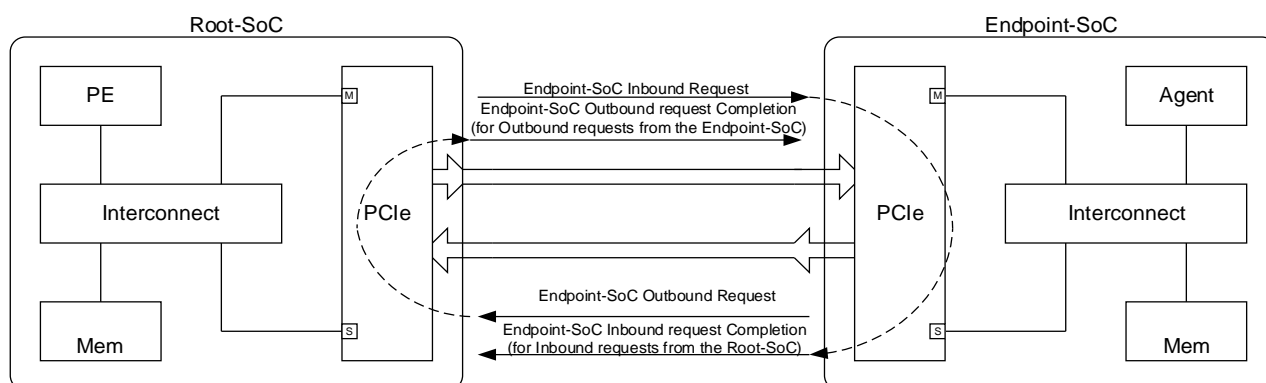 Root-SoC
Endpoint-SoC
PE
M
Endpoint-SoC Inbound Request
Endpoint-SoC Outbound request Completion
(for Outbound requests from the Endpoint-SoC)
M
Agent
Interconnect
PCIe
PCIe
Interconnect
Mem
S
Endpoint-SoC Outbound Request
Endpoint-SoC Inbound request Completion
(for Inbound requests from the Root-SoC)
S
Mem